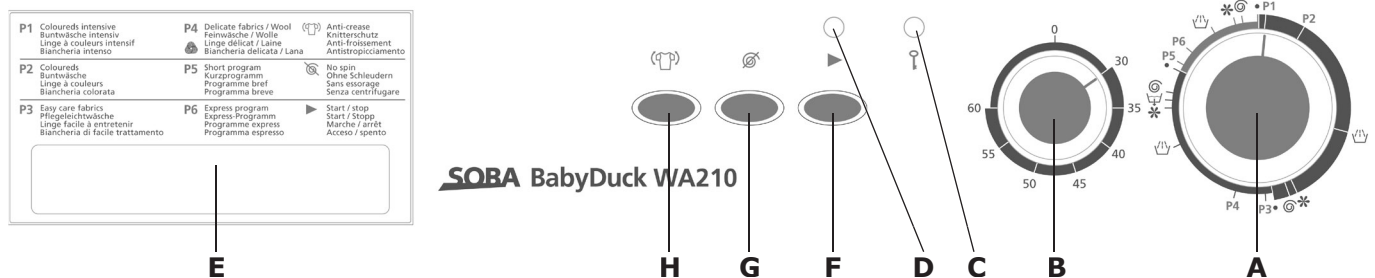 P1 Coloureds intensive
Buntwäsche intensiv
Linge à couleurs intensif
Biancheria intenso
P4 Delicate fabrics / Wool
Feinwäsche / Wolle
Linge délicat / Laine
Biancheria delicata / Lana
Anti-crease
Knitterschutz
Anti-froissement
Antistropicciamento
P2 Coloureds
Buntwäsche
Linge à couleurs
Biancheria colorata
P5 Short program
Kurzprogramm
Programme bref
Programma breve
No spin
Ohne Schleudern
Sans essorage
Senza centrifugare
P3 Easy care fabrics
Pflegeleichtwäsche
Linge facile à entretenir
Biancheria di facile trattamento
P6 Express program
Express-Programm
Programme express
Programma espresso
Start / stop
Start / Stopp
Marche / arrêt
Acceso / spento
SOBA BabyDuck WA210
0
30
35
40
45
50
55
60
P1
P2
P3
P4
P5
P6
E
H
G
F
D
C
B
A